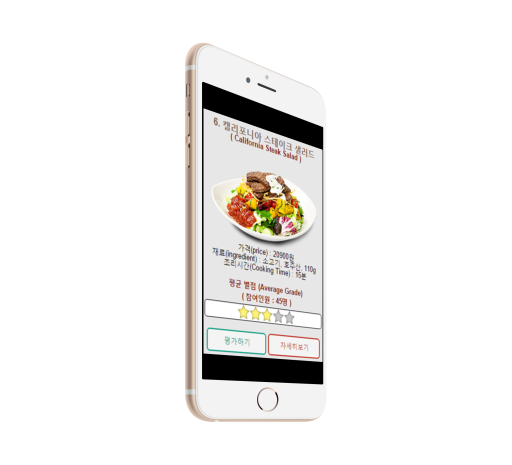 6. 캘리포니아 스테이크 샐러드
( California Steak Salad )
가격(price) : 20900원
재료(ingredient) : 소고기, 호주산, 110g
조리시간(Cooking Time) : 15분
평균 별점 (Average Grade)
( 참여인원 : 45명 )
평가하기
자세히보기